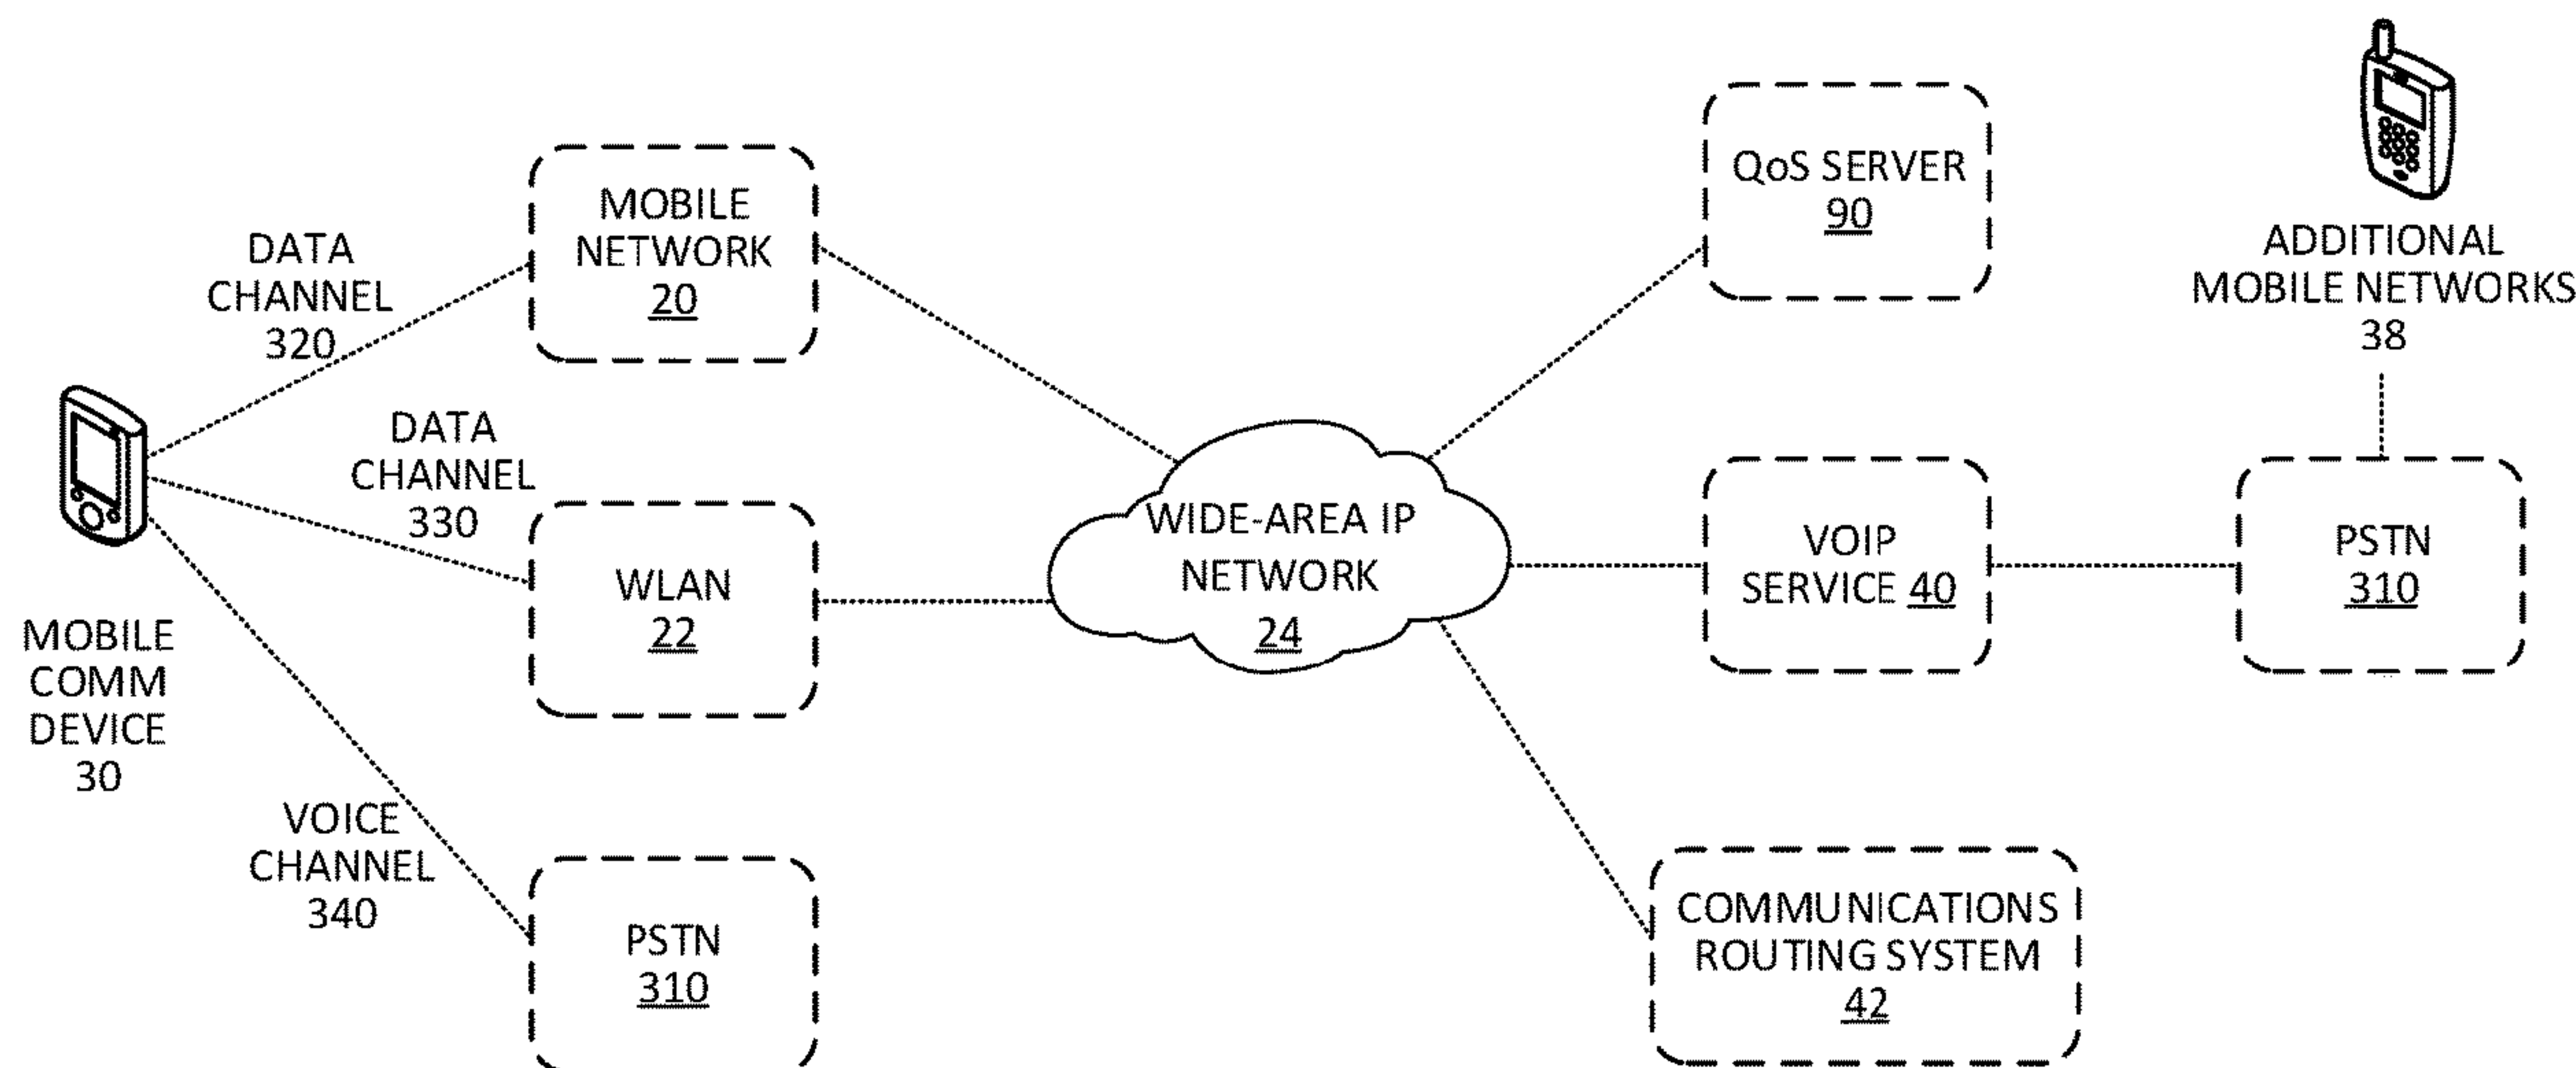 DATA
CHANNEL
320
MOBILE
NETWORK
20
DATA
CHANNEL
330
WLAN
22
MOBILE
COMM
DEVICE
30
VOICE
CHANNEL
340
PSTN
310
WIDE-AREA IP
NETWORK
24
QoS SERVER
90
VOIP
SERVICE 40
COMMUNICATIONS
ROUTING SYSTEM
42
ADDITIONAL
MOBILE NETWORKS
38
PSTN
310